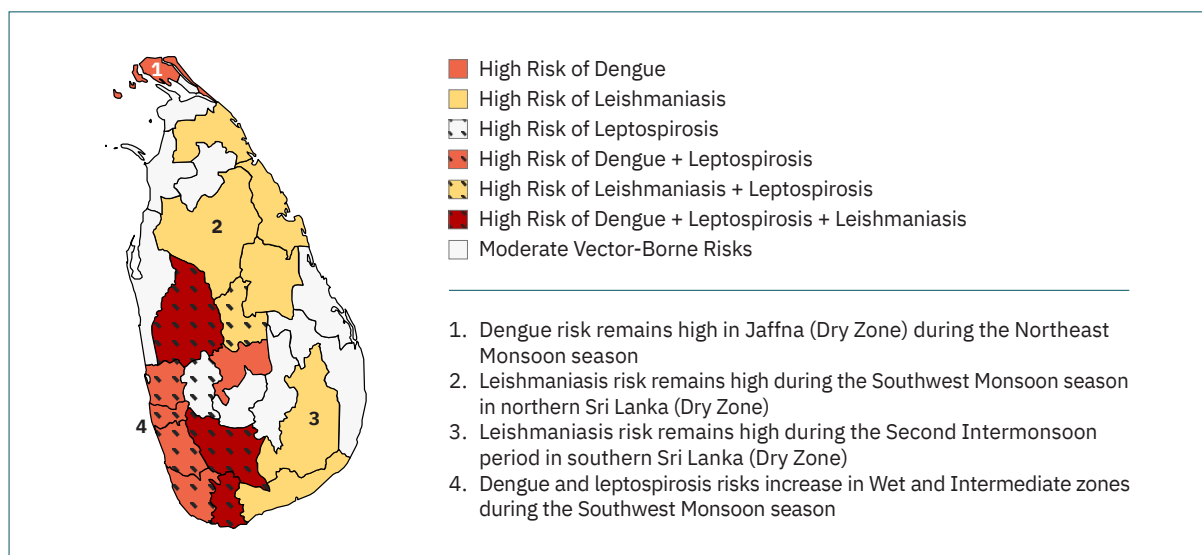 1
2
3
4
High Risk of Dengue
High Risk of Leishmaniasis
High Risk of Leptospirosis
High Risk of Dengue + Leptospirosis
High Risk of Leishmaniasis + Leptospirosis
High Risk of Dengue + Leptospirosis + Leishmaniasis
Moderate Vector-Borne Risks
1. Dengue risk remains high in Jaffna (Dry Zone) during the Northeast
Monsoon season
2. Leishmaniasis risk remains high during the Southwest Monsoon season
in northern Sri Lanka (Dry Zone)
3. Leishmaniasis risk remains high during the Second Intermonsoon
period in southern Sri Lanka (Dry Zone)
4. Dengue and leptospirosis risks increase in Wet and Intermediate zones
during the Southwest Monsoon season